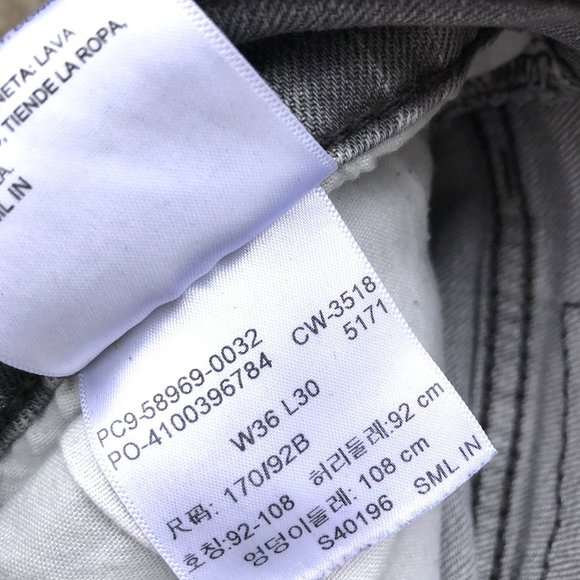 NETA: LAVA
, TIENDE LA ROPA,
IL IN
PC9-58969-0032 CW-3518
PO-4100396784 5171
W36 L30
尺码: 170/92B
호칭:92-108 허리둘레:92 cm
엉덩이둘레: 108 cm
S40196 SML IN